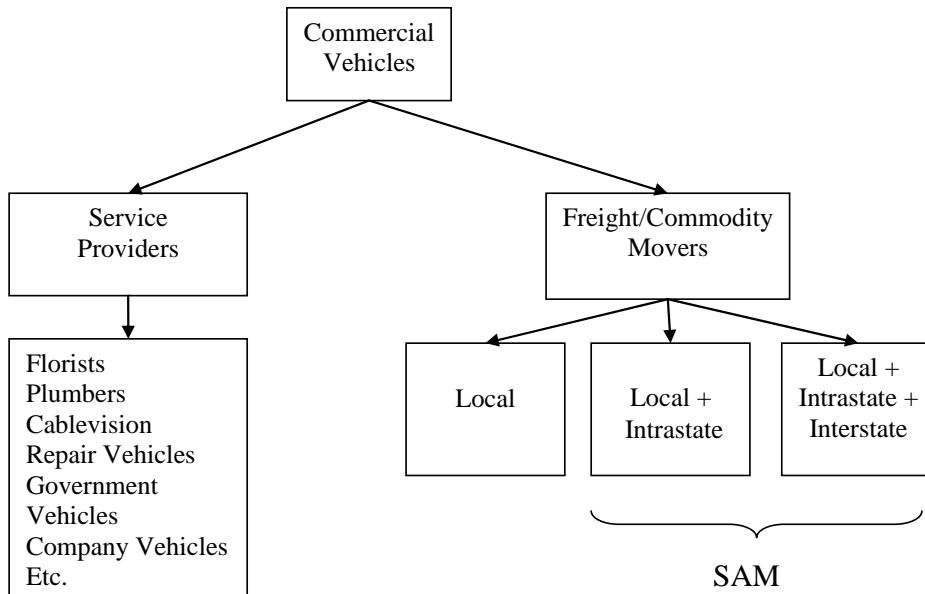 Commercial
Vehicles
Service
Providers
Freight/Commodity
Movers
Florists
Plumbers
Cablevision
Repair Vehicles
Government
Vehicles
Company Vehicles
Etc.
Local
Local +
Intrastate
Local +
Intrastate +
Interstate
SAM